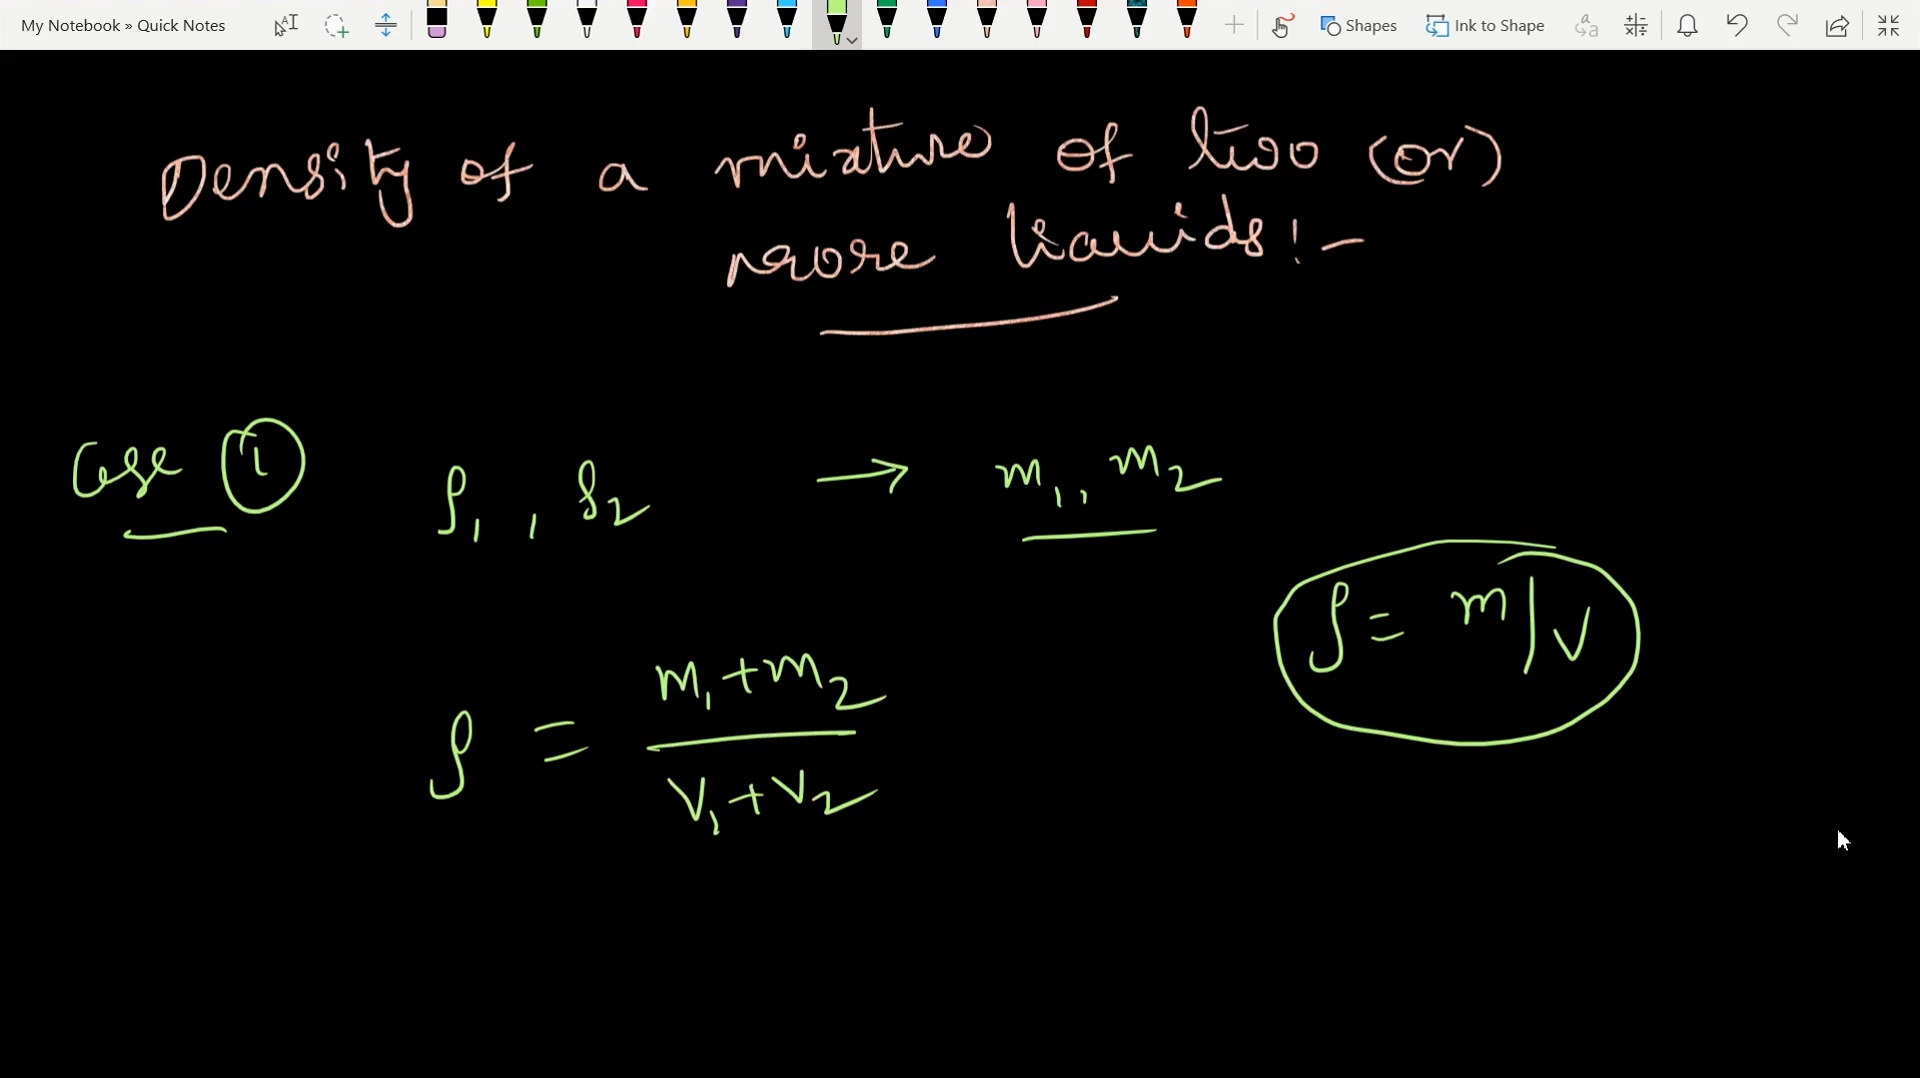 My Notebook » Quick Notes
Shapes
Ink to Shape
Density of a mixture of two (or)
more liquids :-
Case ①
ρ₁, ρ₂ → m₁, m₂
ρ = m/V
ρ = (m₁+m₂)/(V₁+V₂)